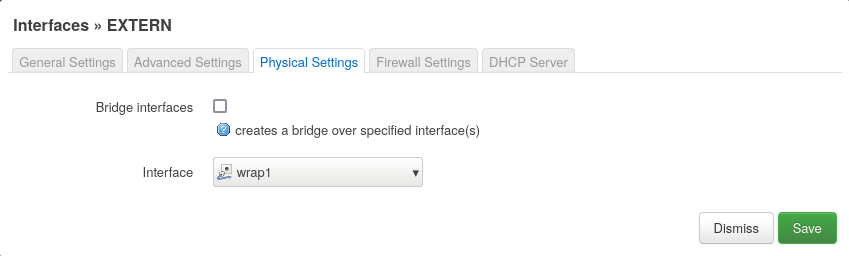 Interfaces » EXTERN
General Settings Advanced Settings Physical Settings Firewall Settings DHCP Server
Bridge interfaces
creates a bridge over specified interface(s)
Interface wrap1
Dismiss Save